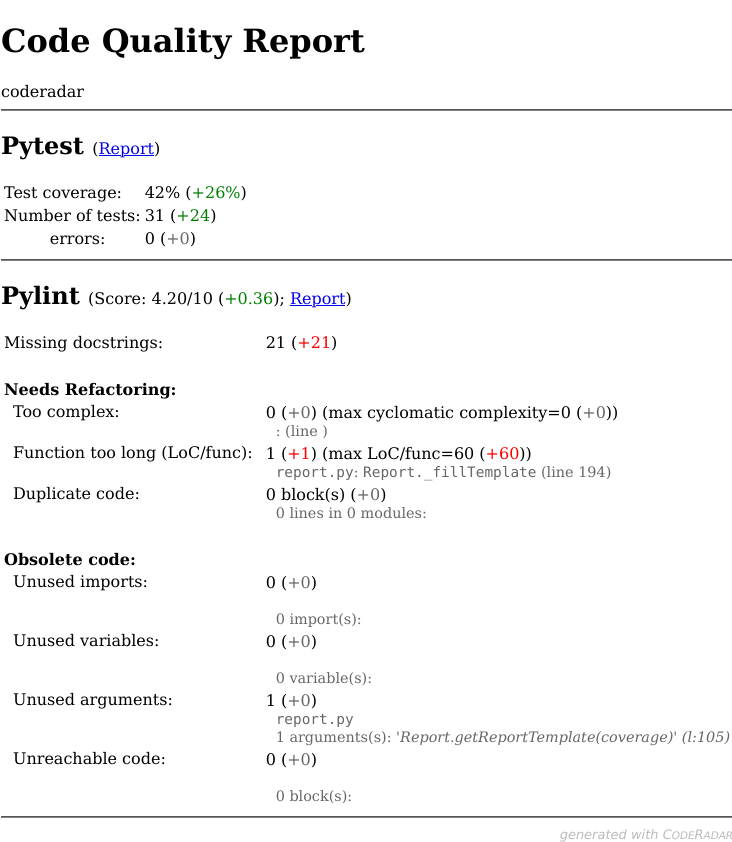 Code Quality Report
coderadar
Pytest (Report)
Test coverage: 42% (+26%)
Number of tests: 31 (+24)
errors: 0 (+0)
Pylint (Score: 4.20/10 (+0.36); Report)
Missing docstrings: 21 (+21)
Needs Refactoring:
Too complex: 0 (+0) (max cyclomatic complexity=0 (+0))
: (line )
Function too long (LoC/func): 1 (+1) (max LoC/func=60 (+60))
report.py: Report._fillTemplate (line 194)
Duplicate code: 0 block(s) (+0)
0 lines in 0 modules:
Obsolete code:
Unused imports: 0 (+0)
0 import(s):
Unused variables: 0 (+0)
0 variable(s):
Unused arguments: 1 (+0)
report.py
1 arguments(s): 'Report.getReportTemplate(coverage)' (l:105)
Unreachable code: 0 (+0)
0 block(s):
generated with CODERADAR